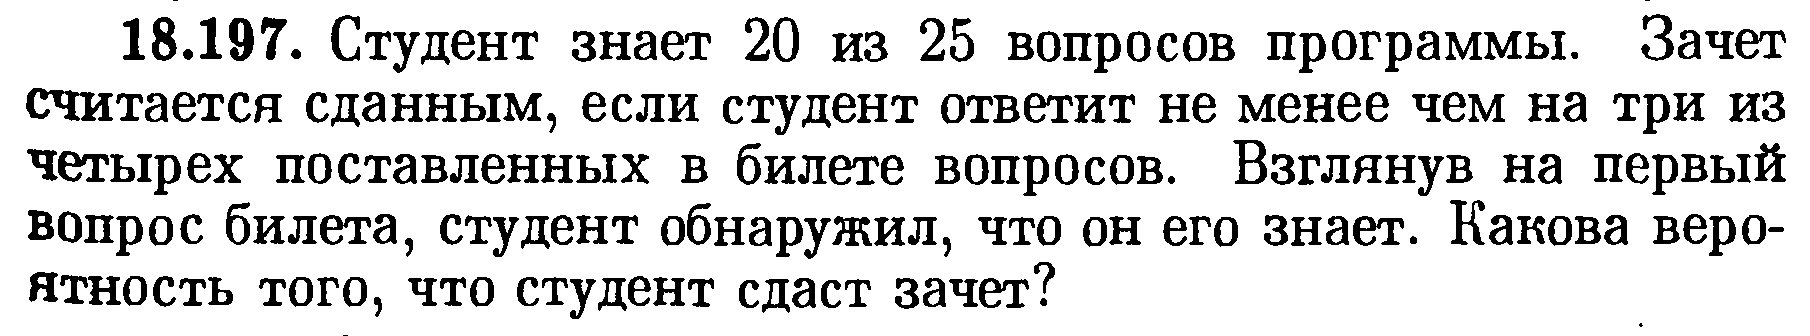 18.197. Студент знает 20 из 25 вопросов программы. Зачет
считается сданным, если студент ответит не менее чем на три из
четырех поставленных в билете вопросов. Взглянув на первый
вопрос билета, студент обнаружил, что он его знает. Какова веро-
ятность того, что студент сдаст зачет?